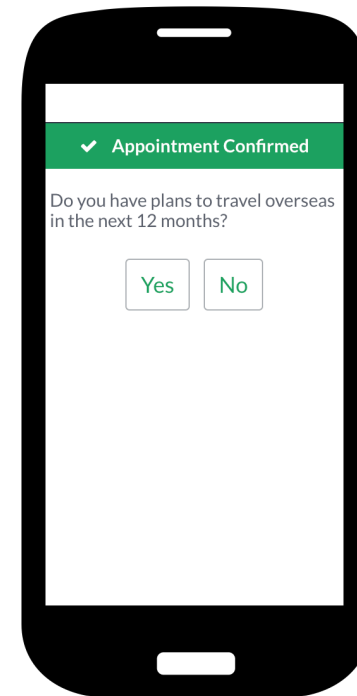 Appointment Confirmed
Do you have plans to travel overseas
in the next 12 months?
Yes No